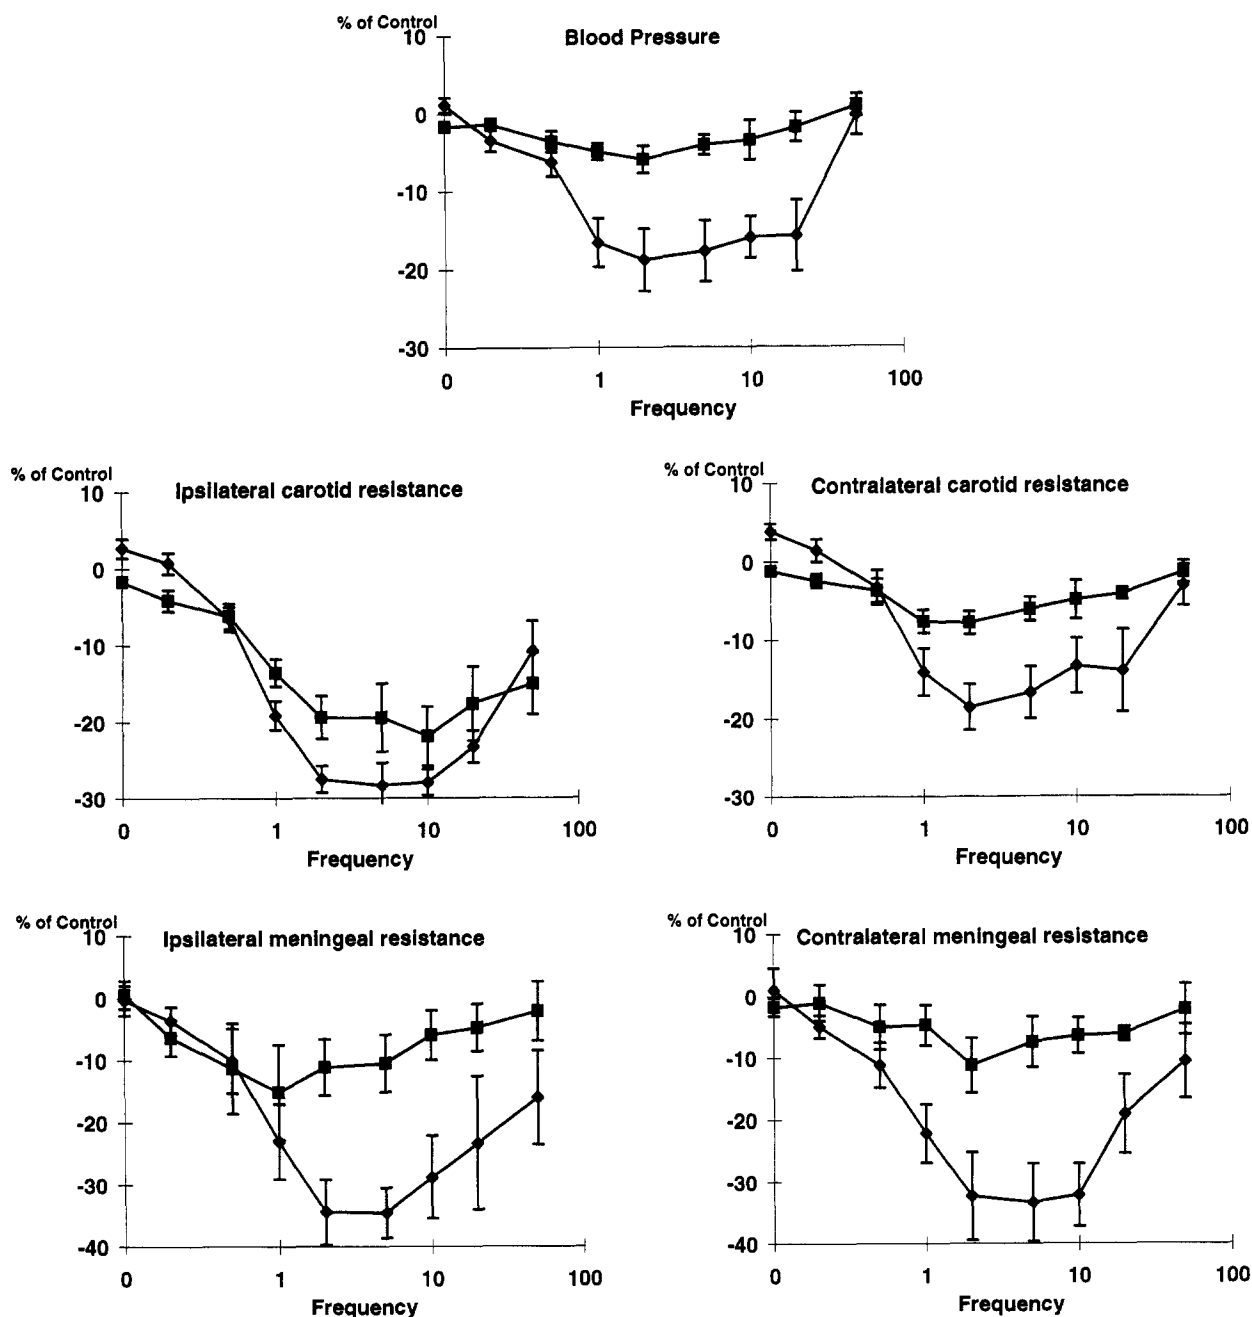 % of Control
Blood Pressure
10
0
-10
-20
-30
0 1 10 100
Frequency
% of Control
Ipsilateral carotid resistance
10
0
-10
-20
-30
0 1 10 100
Frequency
% of Control
Contralateral carotid resistance
10
0
-10
-20
-30
0 1 10 100
Frequency
% of Control
Ipsilateral meningeal resistance
10
0
-10
-20
-30
-40
0 1 10 100
Frequency
% of Control
Contralateral meningeal resistance
10
0
-10
-20
-30
-40
0 1 10 100
Frequency